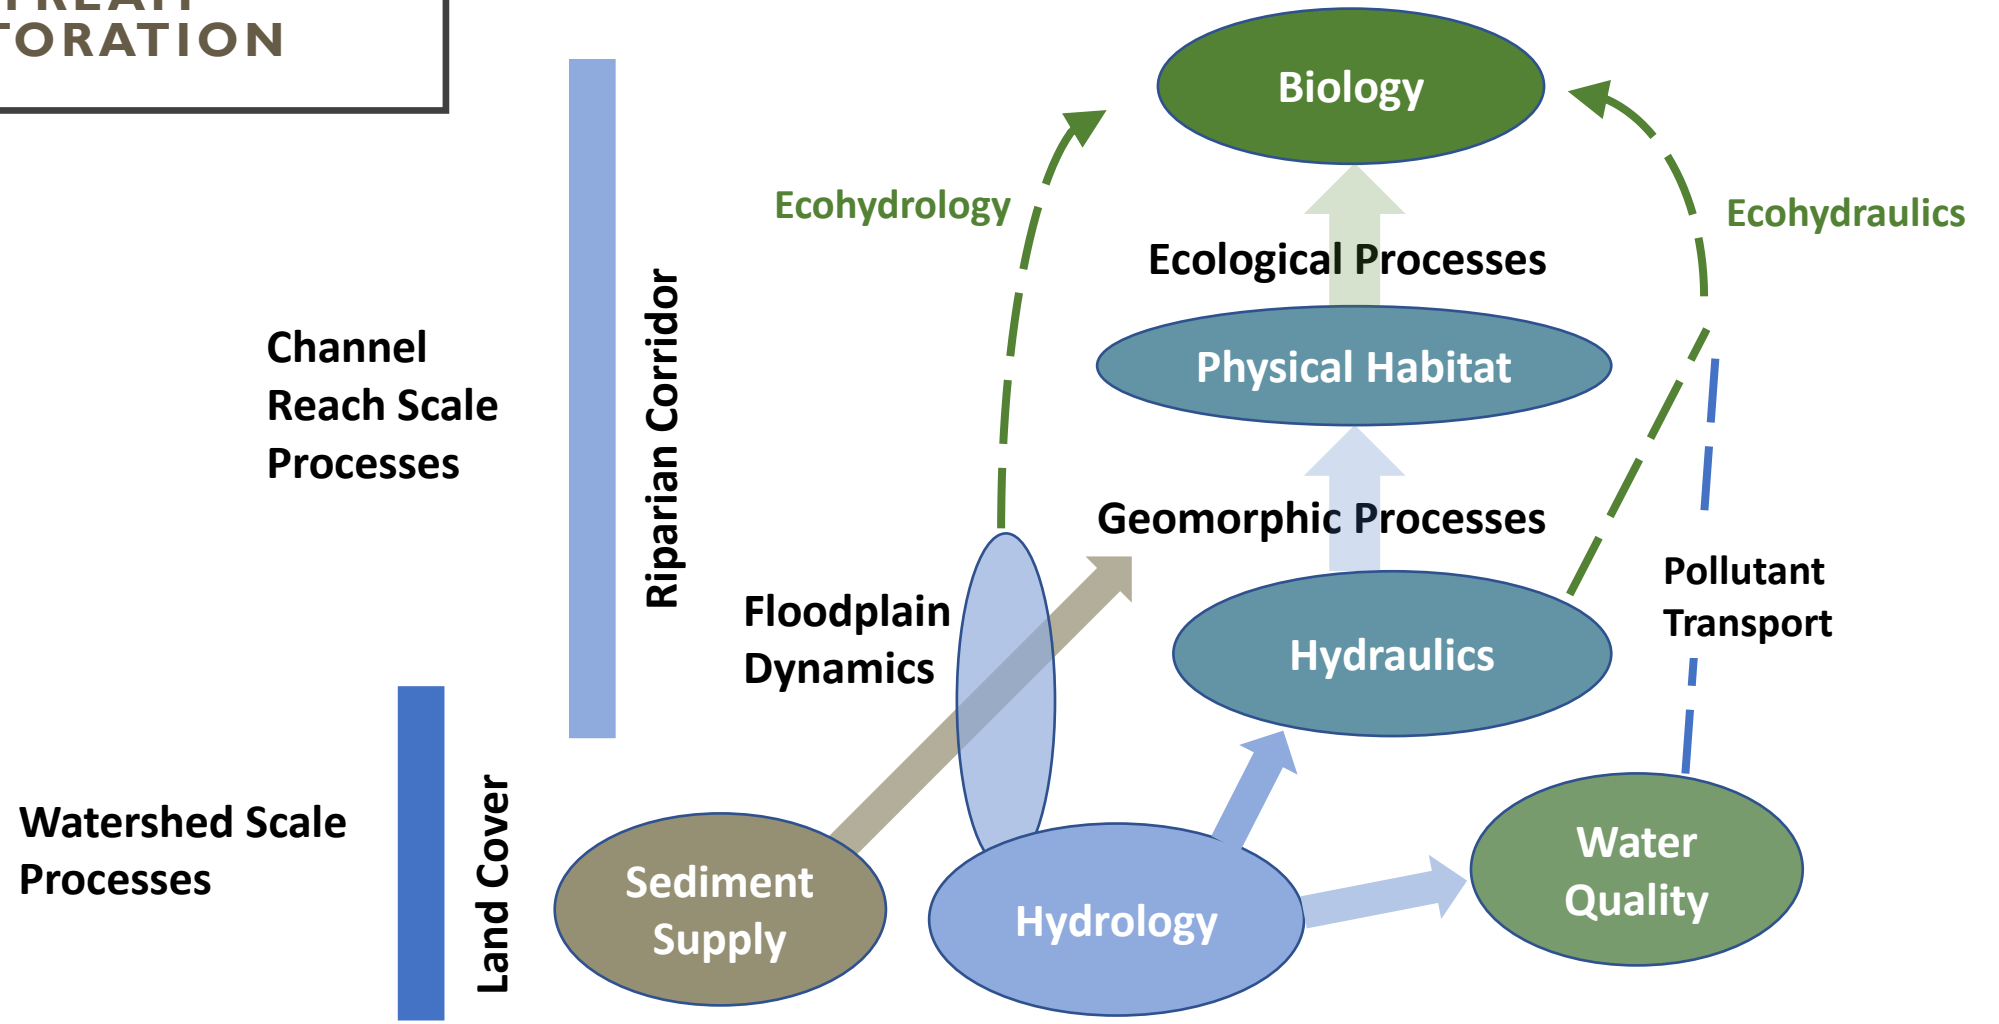 TORATION
Biology
Ecohydrology
Ecohydraulics
Ecological Processes
Channel
Reach Scale
Processes
Riparian Corridor
Physical Habitat
Geomorphic Processes
Floodplain
Dynamics
Hydraulics
Pollutant
Transport
Watershed Scale
Processes
Land Cover
Sediment
Supply
Hydrology
Water
Quality